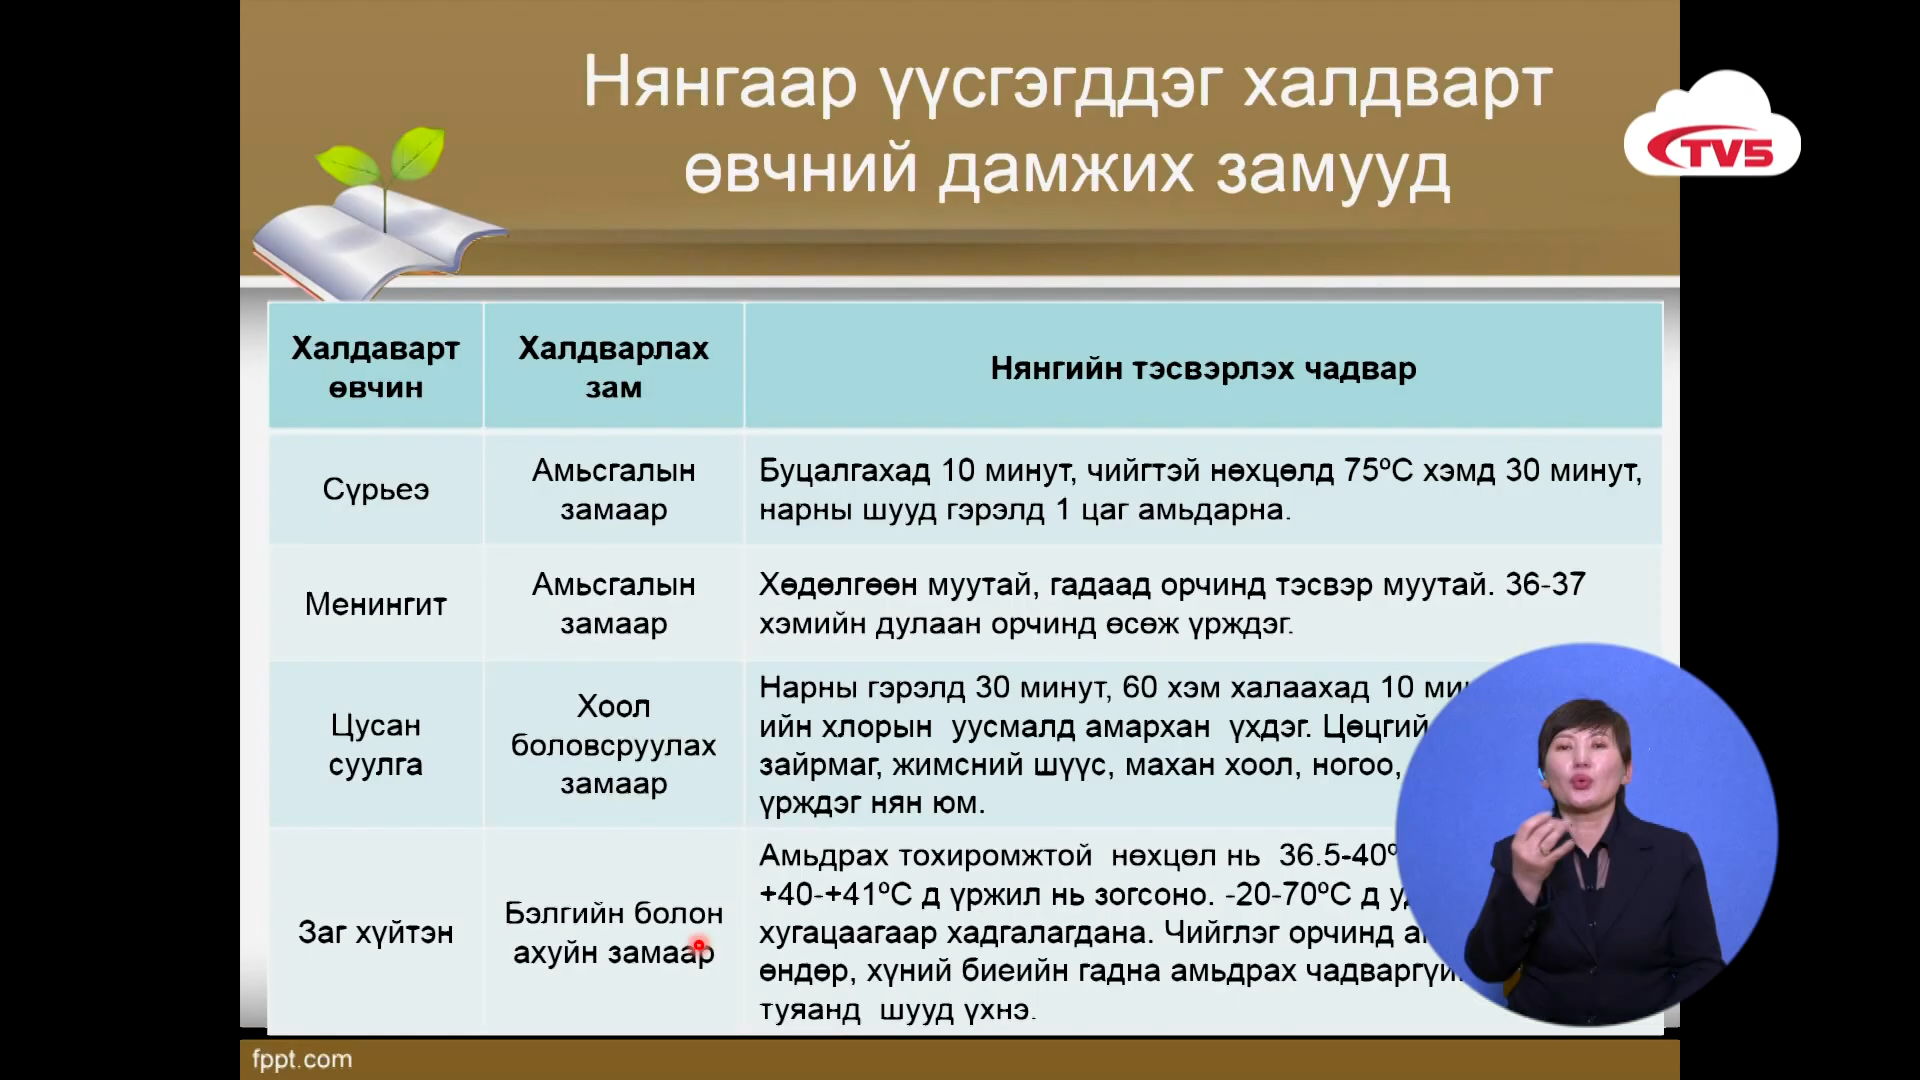 Нянгаар үүсгэгддэг халдварт
өвчний дамжих замууд
TV5
Халдаварт
өвчин
Халдварлах
зам
Нянгийн тэсвэрлэх чадвар
Сүрьеэ
Амьсгалын
замаар
Буцалгахад 10 минут, чийгтэй нөхцөлд 75ºC хэмд 30 минут,
нарны шууд гэрэлд 1 цаг амьдарна.
Менингит
Амьсгалын
замаар
Хөдөлгөөн муутай, гадаад орчинд тэсвэр муутай. 36-37
хэмийн дулаан орчинд өсөж үрждэг.
Цусан
суулга
Хоол
боловсруулах
замаар
Нарны гэрэлд 30 минут, 60 хэм халаахад 10
ийн хлорын уусмалд амархан үхдэг. Цөцгий
зайрмаг, жимсний шүүс, махан хоол, ногоо,
үрждэг нян юм.
Заг хүйтэн
Бэлгийн болон
ахуйн замаар
Амьдрах тохиромжтой нөхцөл нь 36.5-40º
+40-+41ºC д үржил нь зогсоно. -20-70ºC д
хугацаагаар хадгалагдана. Чийглэг орчинд
өндөр, хүний биеийн гадна амьдрах
туяанд шууд үхнэ.
fppt.com